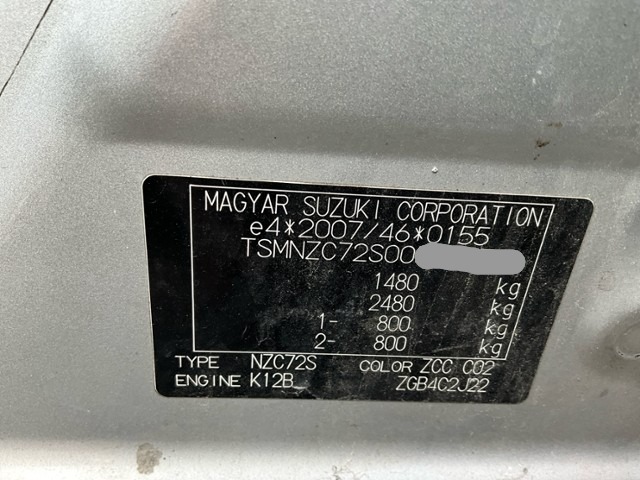 MAGYAR SUZUKI CORPORATION
e4*2007/46*0155
TSMNZC72S00
1480 kg
2480 kg
1- 800 kg
2- 800 kg
TYPE NZC72S COLOR ZCC C02
ENGINE K12B_ ZGB4C2J22